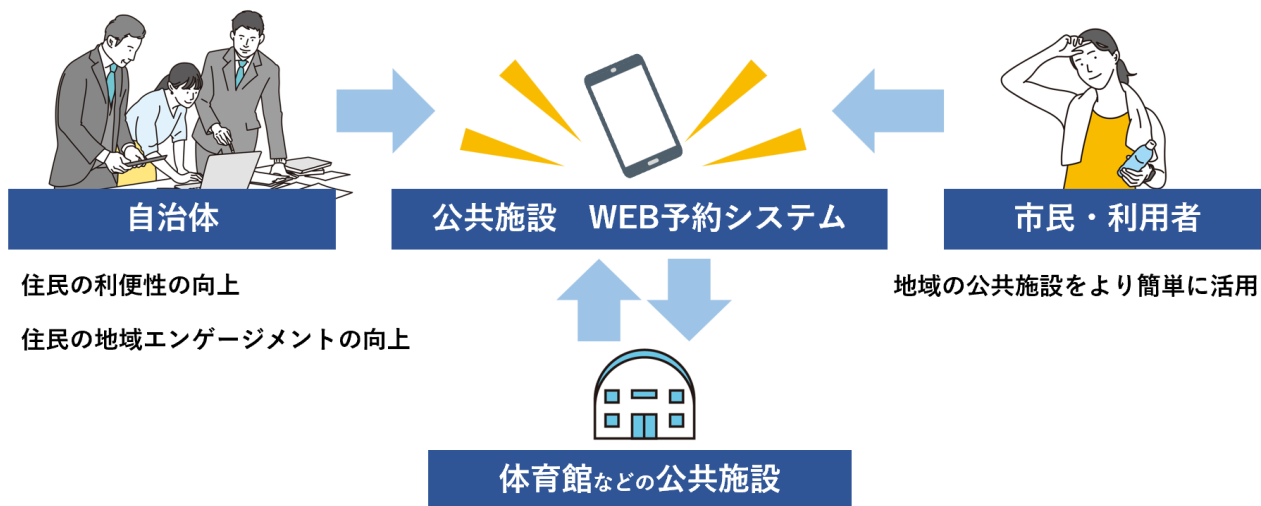 自治体
公共施設　WEB予約システム
市民・利用者
住民の利便性の向上
住民の地域エンゲージメントの向上
地域の公共施設をより簡単に活用
体育館などの公共施設